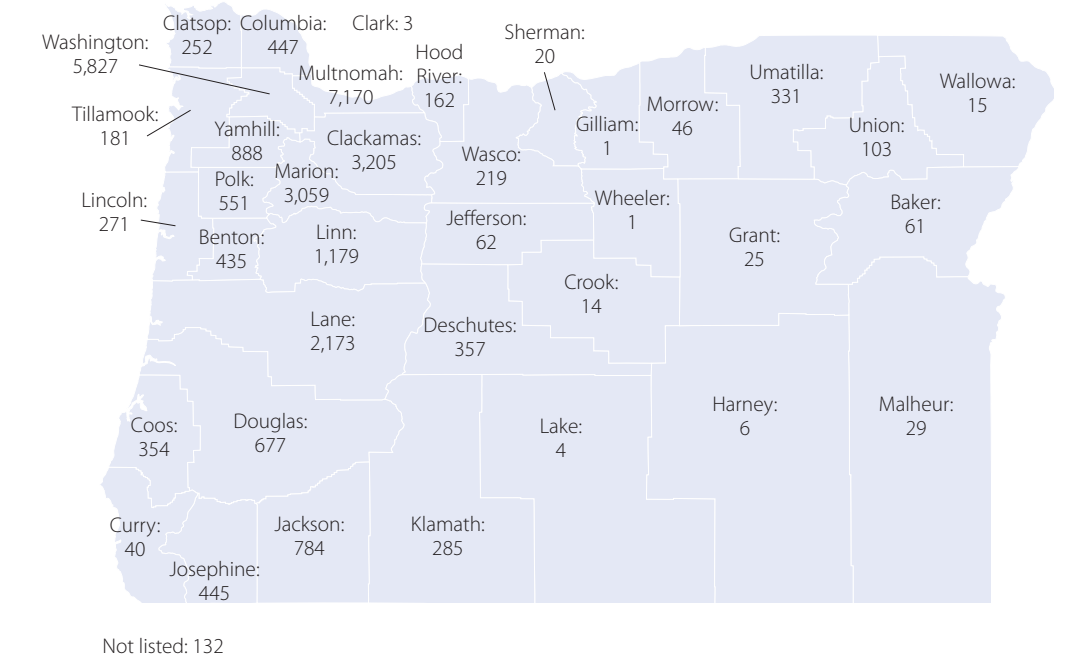 Clatsop:
252
Columbia:
447
Clark: 3
Washington:
5,827
Multnomah:
7,170
Hood
River:
162
Sherman:
20
Umatilla:
331
Wallowa:
15
Tillamook:
181
Yamhill:
888
Clackamas:
3,205
Gilliam:
1
Morrow:
46
Union:
103
Wasco:
219
Polk:
551
Marion:
3,059
Lincoln:
271
Wheeler:
1
Baker:
61
Benton:
435
Linn:
1,179
Jefferson:
62
Grant:
25
Crook:
14
Lane:
2,173
Deschutes:
357
Coos:
354
Douglas:
677
Lake:
4
Harney:
6
Malheur:
29
Curry:
40
Josephine:
445
Jackson:
784
Klamath:
285
Not listed: 132